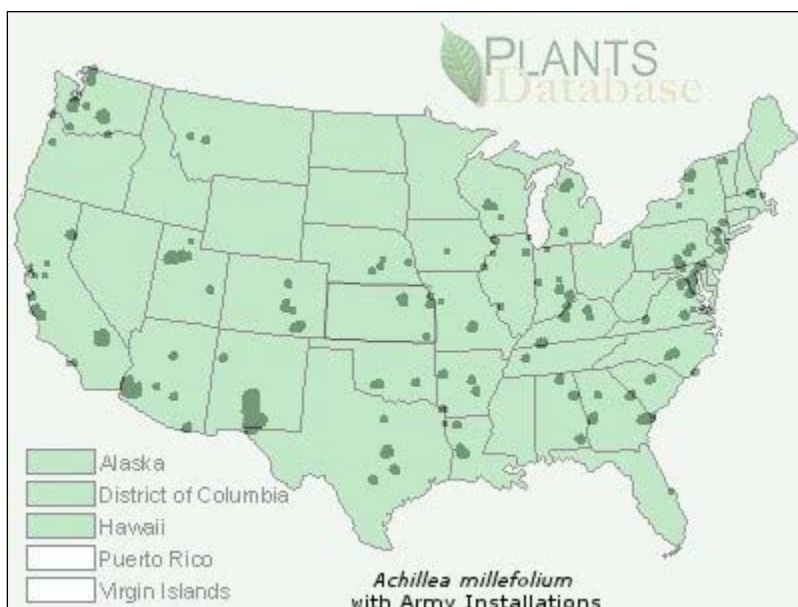 PLANTS
Database
Alaska
District of Columbia
Hawaii
Puerto Rico
Virgin Islands
Achillea millefolium
with Army Installations